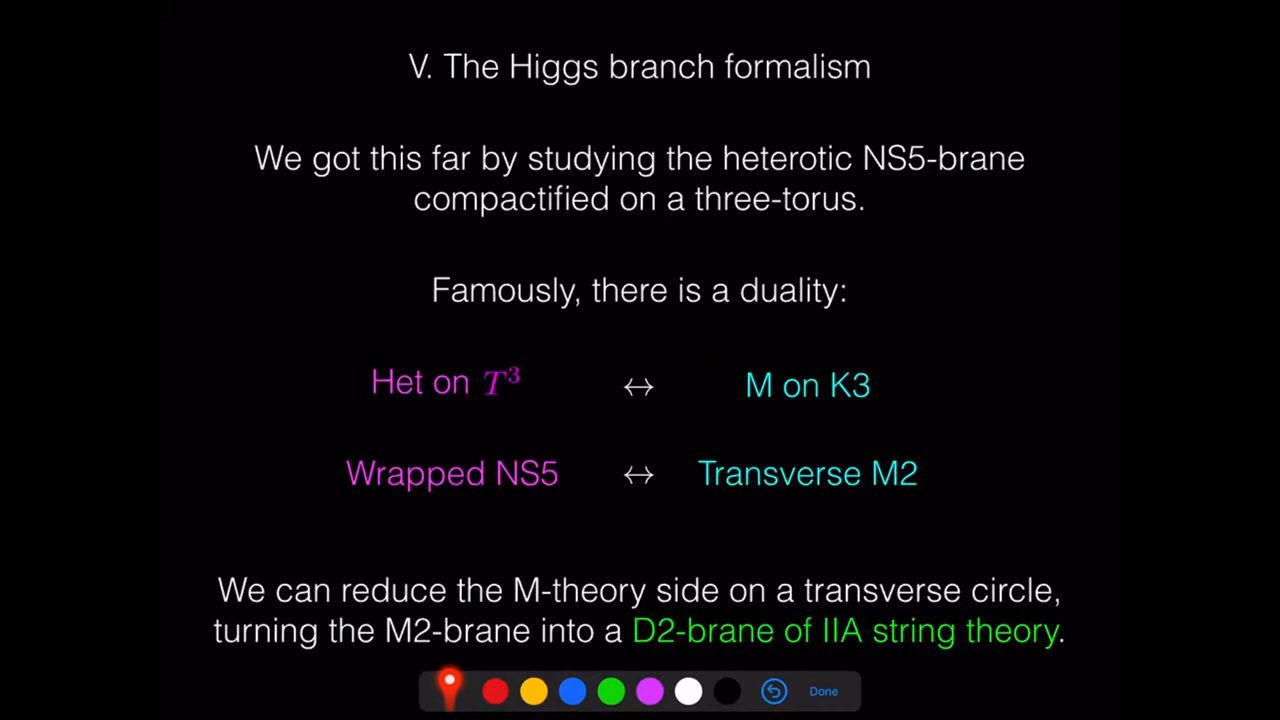 V. The Higgs branch formalism
We got this far by studying the heterotic NS5-brane
compactified on a three-torus.
Famously, there is a duality:
Het on T³ ↔ M on K3
Wrapped NS5 ↔ Transverse M2
We can reduce the M-theory side on a transverse circle,
turning the M2-brane into a D2-brane of IIA string theory.
Done